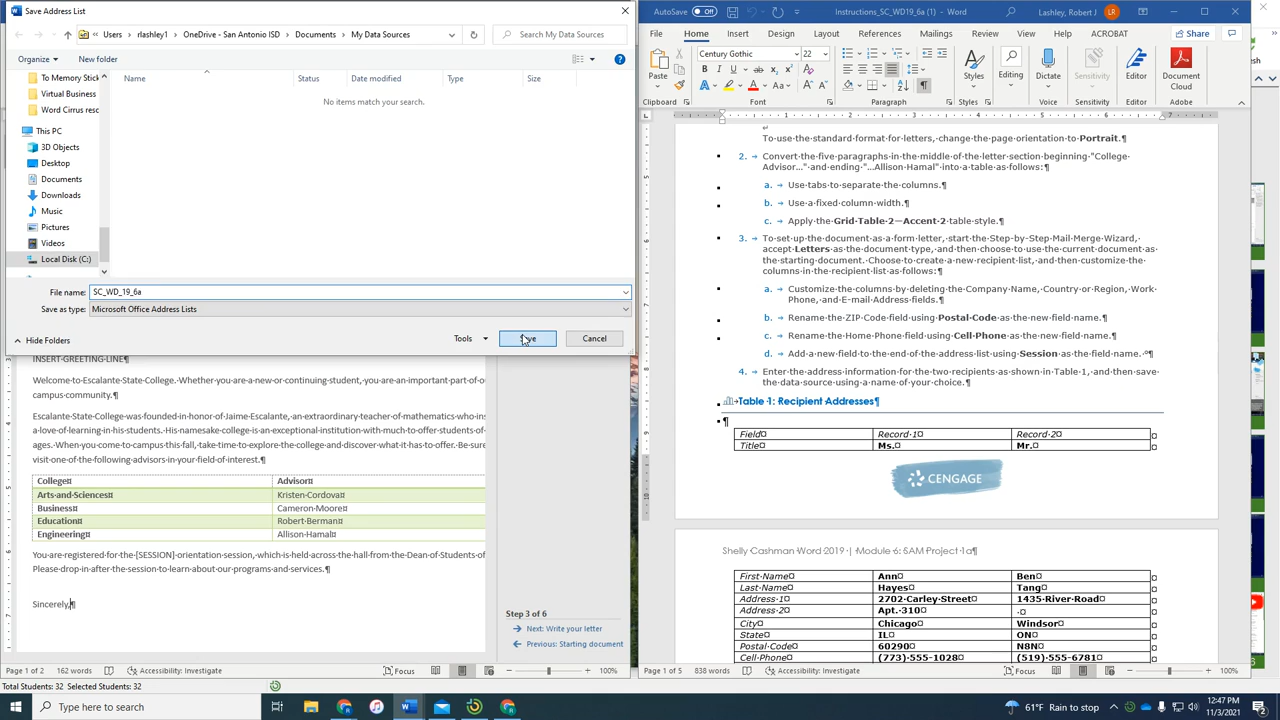 Save Address List
Users › rlashley1 › OneDrive - San Antonio ISD › Documents › My Data Sources
Search My Data Sources
Organize
New folder
To Memory Stick
Virtual Business
Word Cirrus reso
This PC
3D Objects
Desktop
Documents
Downloads
Music
Pictures
Videos
Local Disk (C:)
Name
Status
Date modified
Type
Size
No items match your search.
File name: SC_WD_19_6a
Save as type: Microsoft Office Address Lists
Hide Folders
Tools
Save
Cancel
INSERT-GREETING-LINE
Welcome·to·Escalante·State·College.·Whether·you·are·a·new·or·continuing·student,·you·are·an·important·part·of·o
campus·community.¶
Escalante·State·College·was·founded·in·honor·of·Jaime·Escalante,·an·extraordinary·teacher·of·mathematics·who·ins
a·love·of·learning·in·his·students.·His·namesake·college·is·an·exceptional·institution·with·much·to·offer·students·of
ages.·When·you·come·to·campus·this·fall,·take·time·to·explore·the·college·and·discover·what·it·has·to·offer.·Be·sure
visit·one·of·the·following·advisors·in·your·field·of·interest.¶
College¤ Advisor¤
Arts·and·Sciences¤ Kristen·Cordova¤
Business¤ Cameron·Moore¤
Education¤ Robert·Berman¤
Engineering¤ Allison·Hamal¤
You·are·registered·for·the·[SESSION]·orientation·session,·which·is·held·across·the·hall·from·the·Dean·of·Students·of
Please·drop·in·after·the·session·to·learn·about·our·programs·and·services.¶
Sincerely,¶
Step 3 of 6
Next: Write your letter
Previous: Starting document
Page 1 of 2 162 words Accessibility: Investigate Focus 100%
Total Students: 32 Selected Students: 32
AutoSave Off Instructions_SC_WD19_6a (1) - Word Lashley, Robert J RL
File Home Insert Design Layout References Mailings Review View Help ACROBAT Share
Paste
Century Gothic 22
Styles
Editing
Dictate
Sensitivity
Editor
Document Cloud
Clipboard Font Paragraph Styles Voice Sensitivity Editor Adobe
To·use·the·standard·format·for·letters,·change·the·page·orientation·to·Portrait.¶
2. Convert·the·five·paragraphs·in·the·middle·of·the·letter·section·beginning·"College·
Advisor..."·and·ending·"...Allison·Hamal"·into·a·table·as·follows:¶
a. Use·tabs·to·separate·the·columns.¶
b. Use·a·fixed·column·width.¶
c. Apply·the·Grid·Table·2·–·Accent·2·table·style.¶
3. To·set·up·the·document·as·a·form·letter,·start·the·Step-by-Step·Mail·Merge·Wizard,·
accept·Letters·as·the·document·type,·and·then·choose·to·use·the·current·document·as·
the·starting·document.·Choose·to·create·a·new·recipient·list,·and·then·customize·the·
columns·in·the·recipient·list·as·follows:¶
a. Customize·the·columns·by·deleting·the·Company·Name,·Country·or·Region,·Work·
Phone,·and·E-mail·Address·fields.¶
b. Rename·the·ZIP·Code·field·using·Postal·Code·as·the·new·field·name.¶
c. Rename·the·Home·Phone·field·using·Cell·Phone·as·the·new·field·name.¶
d. Add·a·new·field·to·the·end·of·the·address·list·using·Session·as·the·field·name.·¶
4. Enter·the·address·information·for·the·two·recipients·as·shown·in·Table·1,·and·then·save·
the·data·source·using·a·name·of·your·choice.¶
Table·1:·Recipient·Addresses¶
¶
Field¤ Record·1¤ Record·2¤
Title¤ Ms.¤ Mr.¤
CENGAGE
Shelly·Cashman·Word·2019·|·Module·6:·SAM·Project·1a¶
First·Name¤ Ann¤ Ben¤
Last·Name¤ Hayes¤ Tang¤
Address·1¤ 2702·Carley·Street¤ 1435·River·Road¤
Address·2¤ Apt.·310¤ ·¤
City¤ Chicago¤ Windsor¤
State¤ IL¤ ON¤
Postal·Code¤ 60290¤ N8N¤
Cell·Phone¤ (773)·555-1028¤ (519)·555-6781¤
Page 1 of 5 838 words Accessibility: Investigate Focus 100%
Type here to search
61°F Rain to stop
12:47 PM
11/3/2021